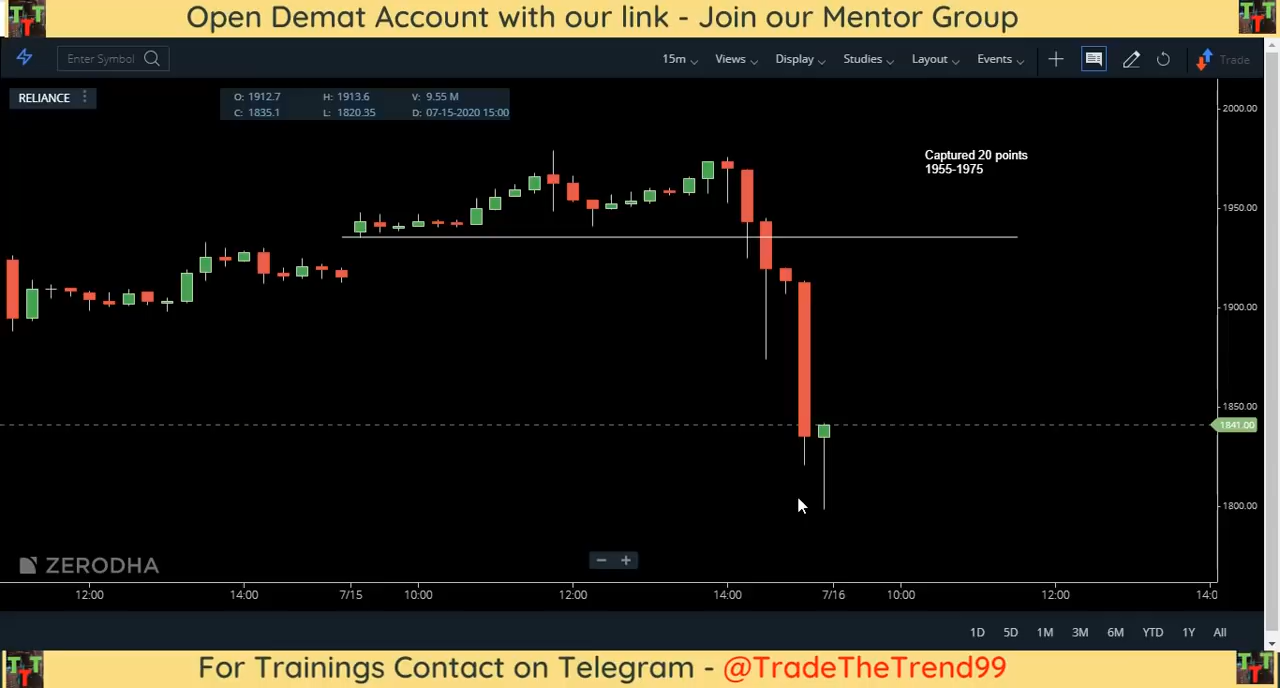 Open Demat Account with our link - Join our Mentor Group
Enter Symbol
15m Views Display Studies Layout Events Trade
RELIANCE
O: 1912.7 H: 1913.6 V: 9.55 M
C: 1835.1 L: 1820.35 D: 07-15-2020 15:00
2000.00
Captured 20 points
1955-1975
1950.00
1900.00
1850.00
1841.00
1800.00
ZERODHA
12:00 14:00 7/15 10:00 12:00 14:00 7/16 10:00 12:00
1D 5D 1M 3M 6M YTD 1Y All
For Trainings Contact on Telegram - @TradeTheTrend99